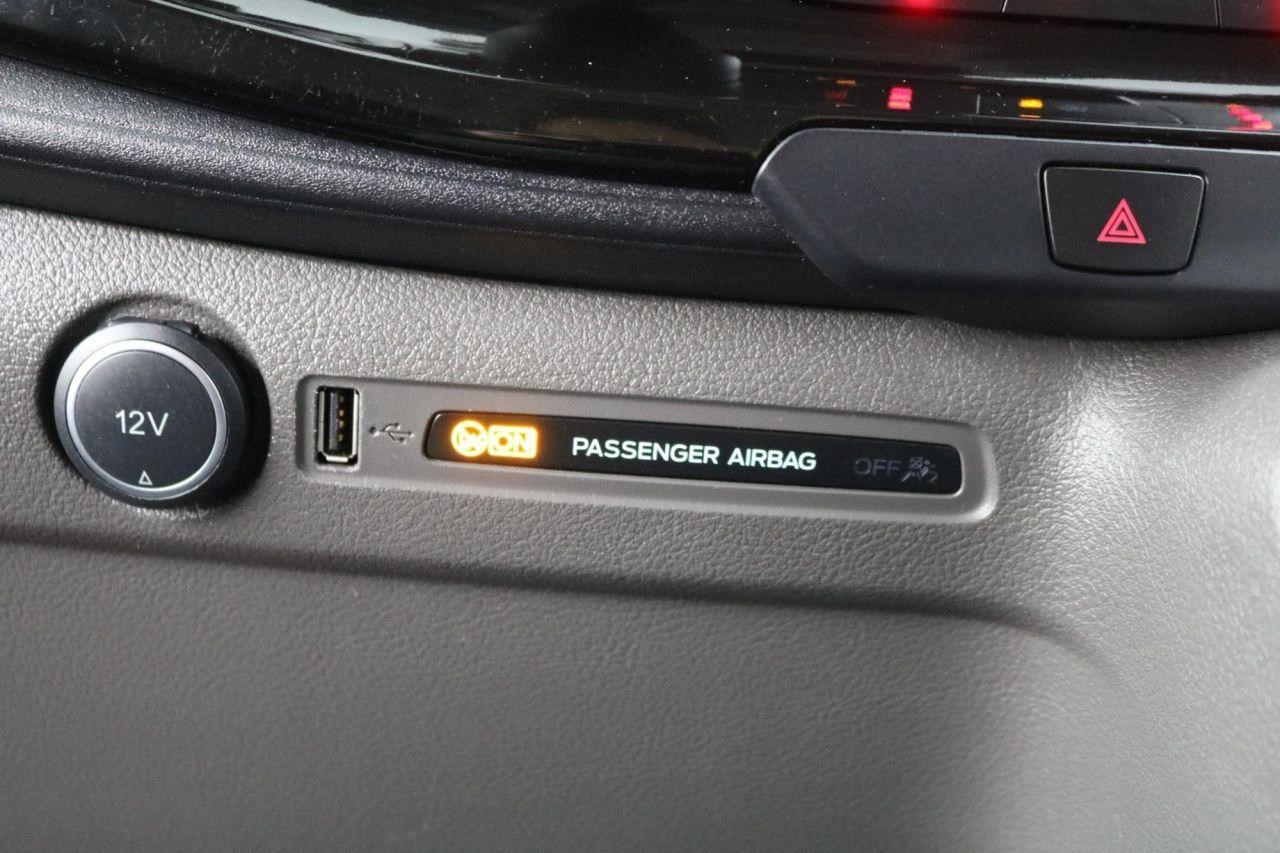 12V
ON PASSENGER AIRBAG OFF